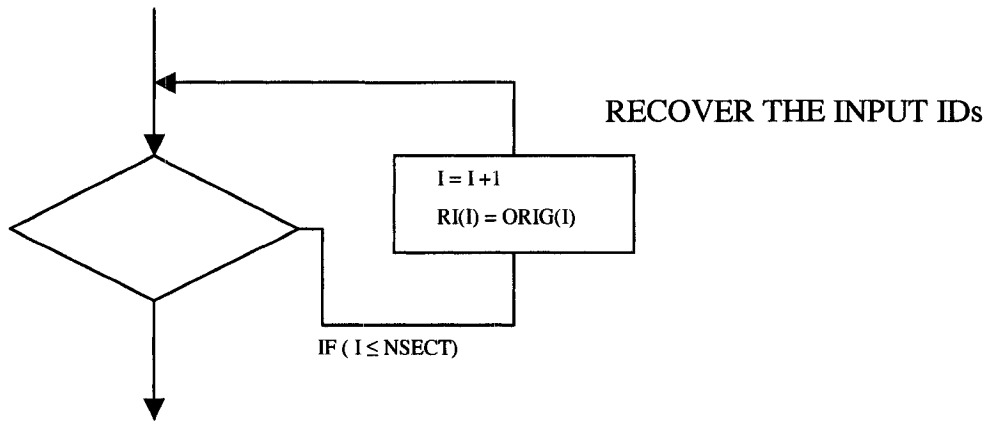 RECOVER THE INPUT IDs
I = I +1
RI(I) = ORIG(I)
IF ( I ≤ NSECT)